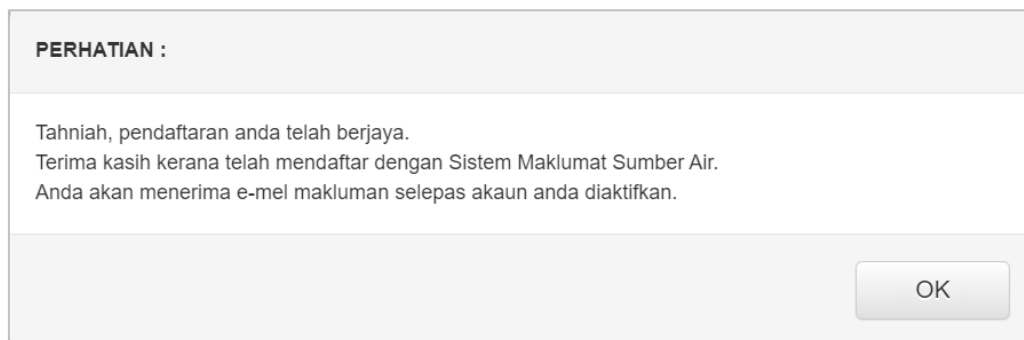 PERHATIAN :
Tahniah, pendaftaran anda telah berjaya.
Terima kasih kerana telah mendaftar dengan Sistem Maklumat Sumber Air.
Anda akan menerima e-mel makluman selepas akaun anda diaktifkan.
OK